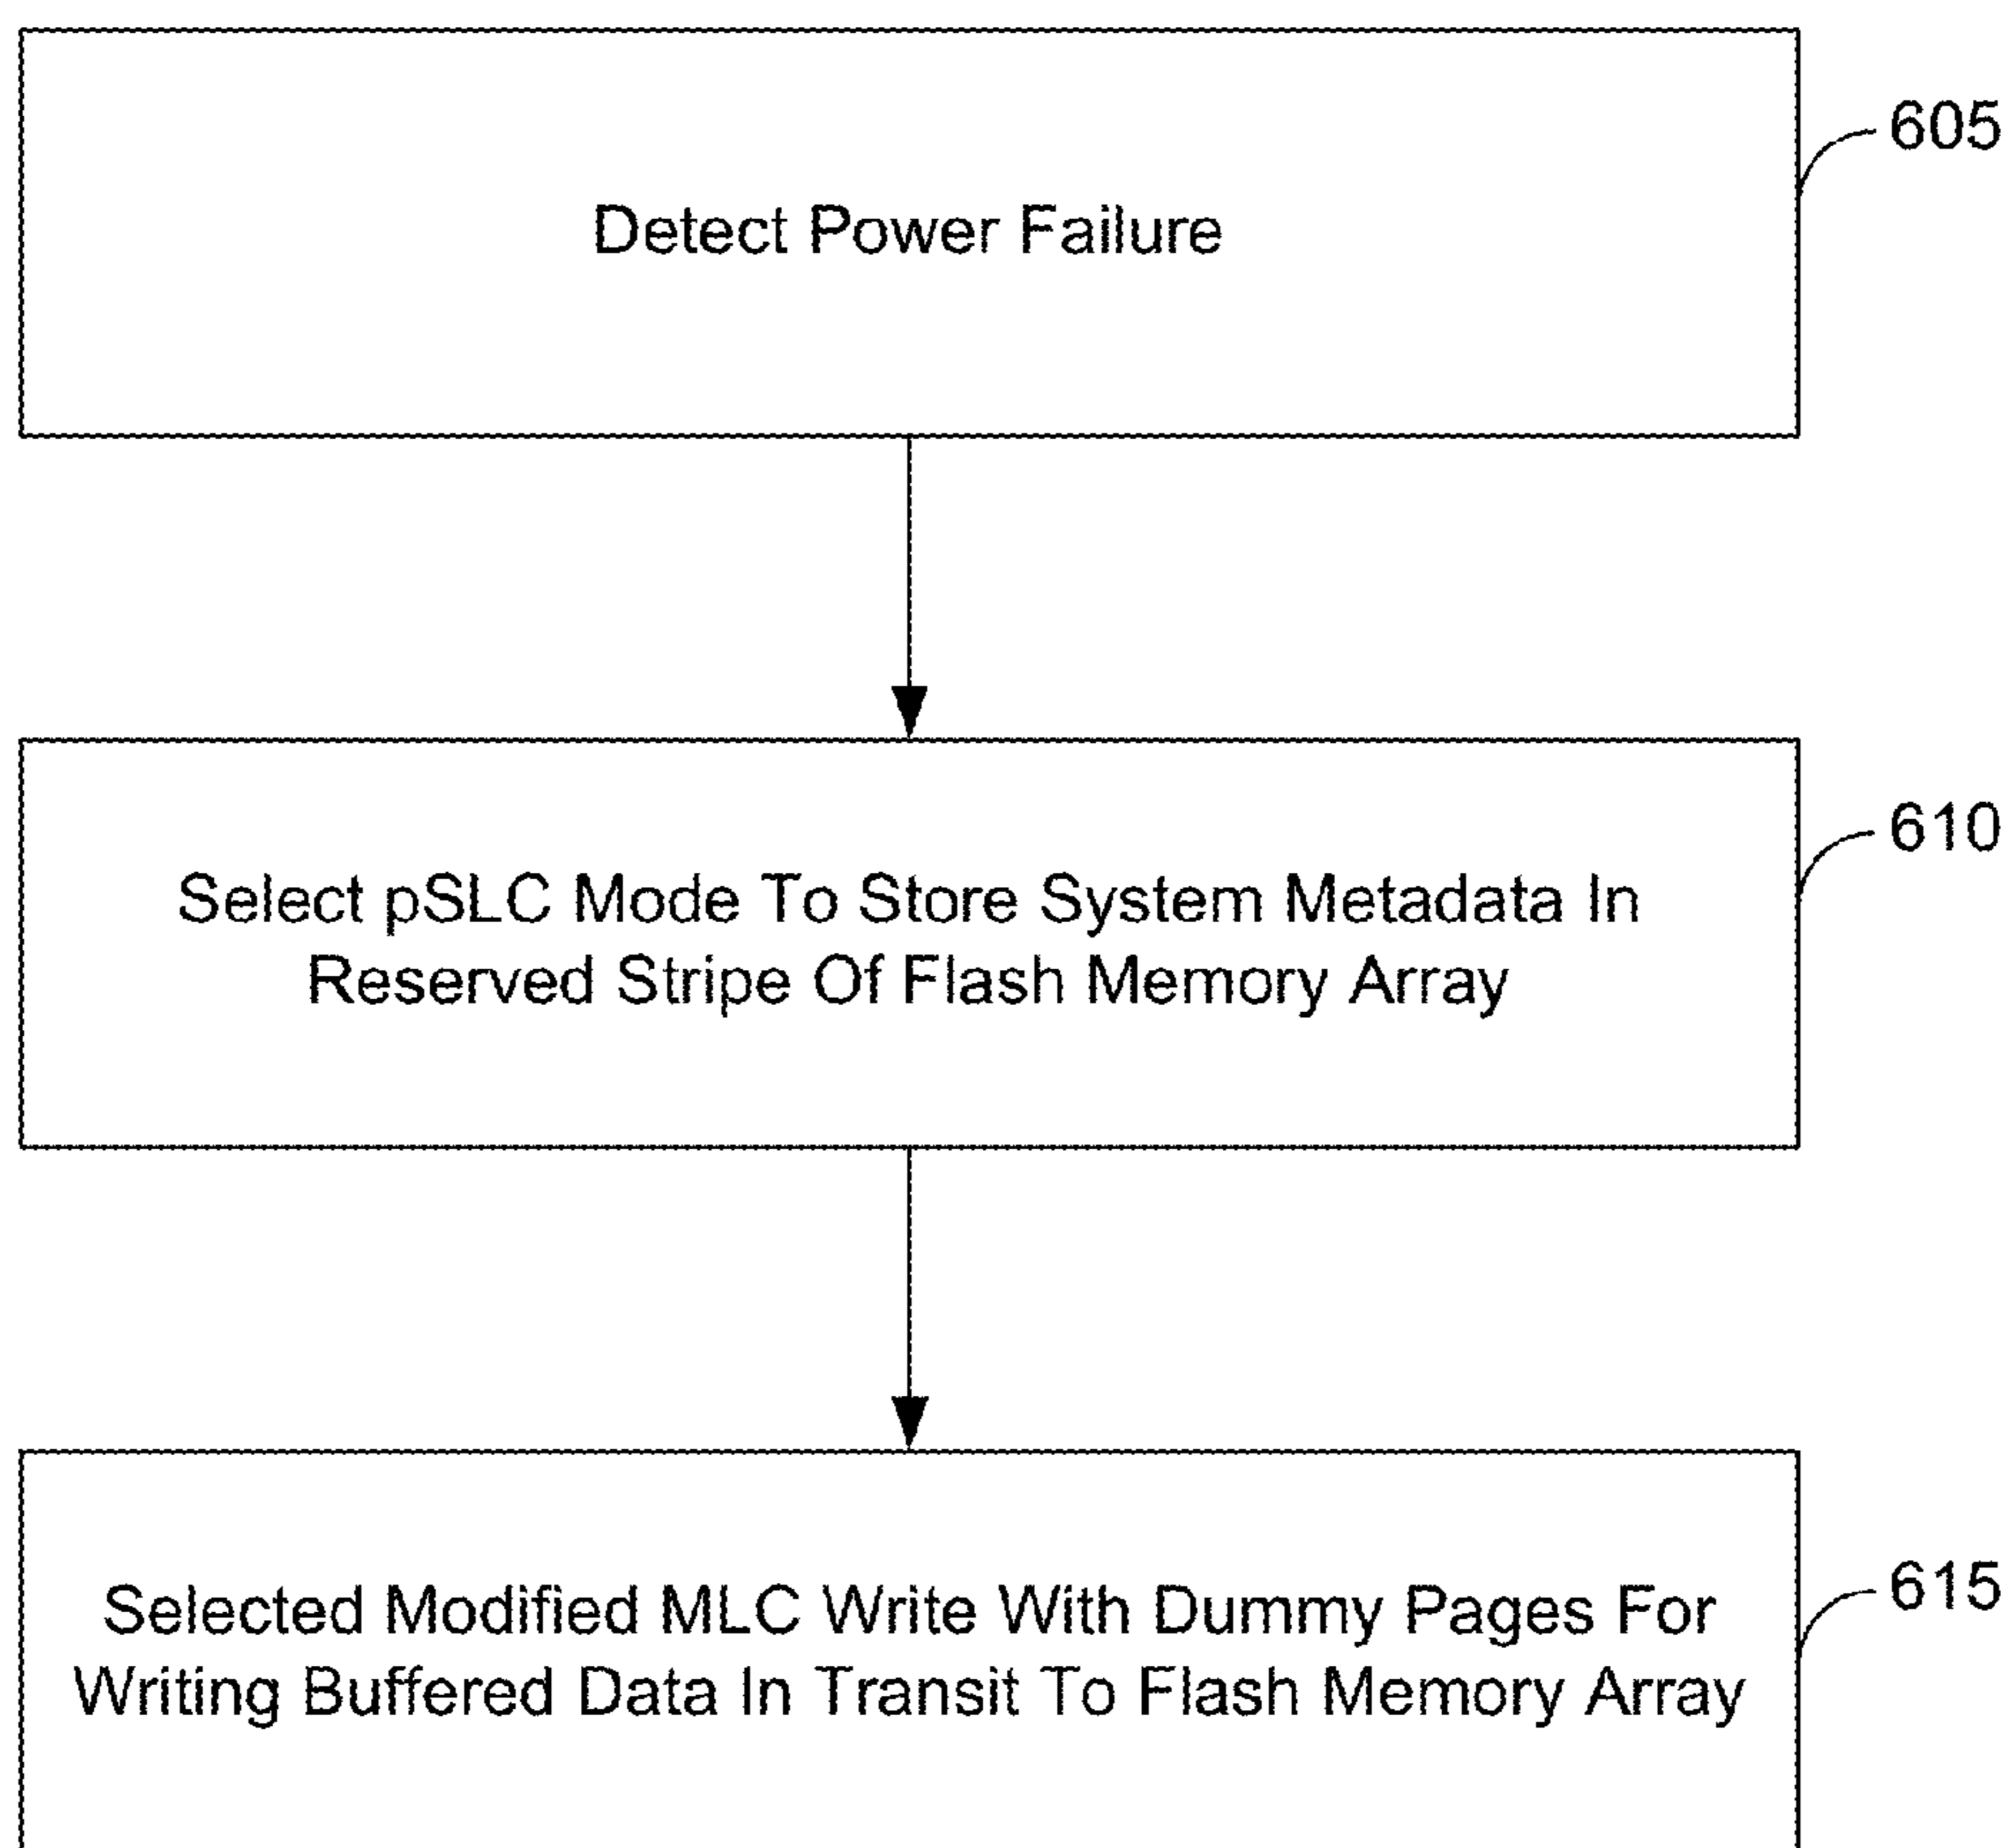 Detect Power Failure
605
Select pSLC Mode To Store System Metadata In
Reserved Stripe Of Flash Memory Array
610
Selected Modified MLC Write With Dummy Pages For
Writing Buffered Data In Transit To Flash Memory Array
615